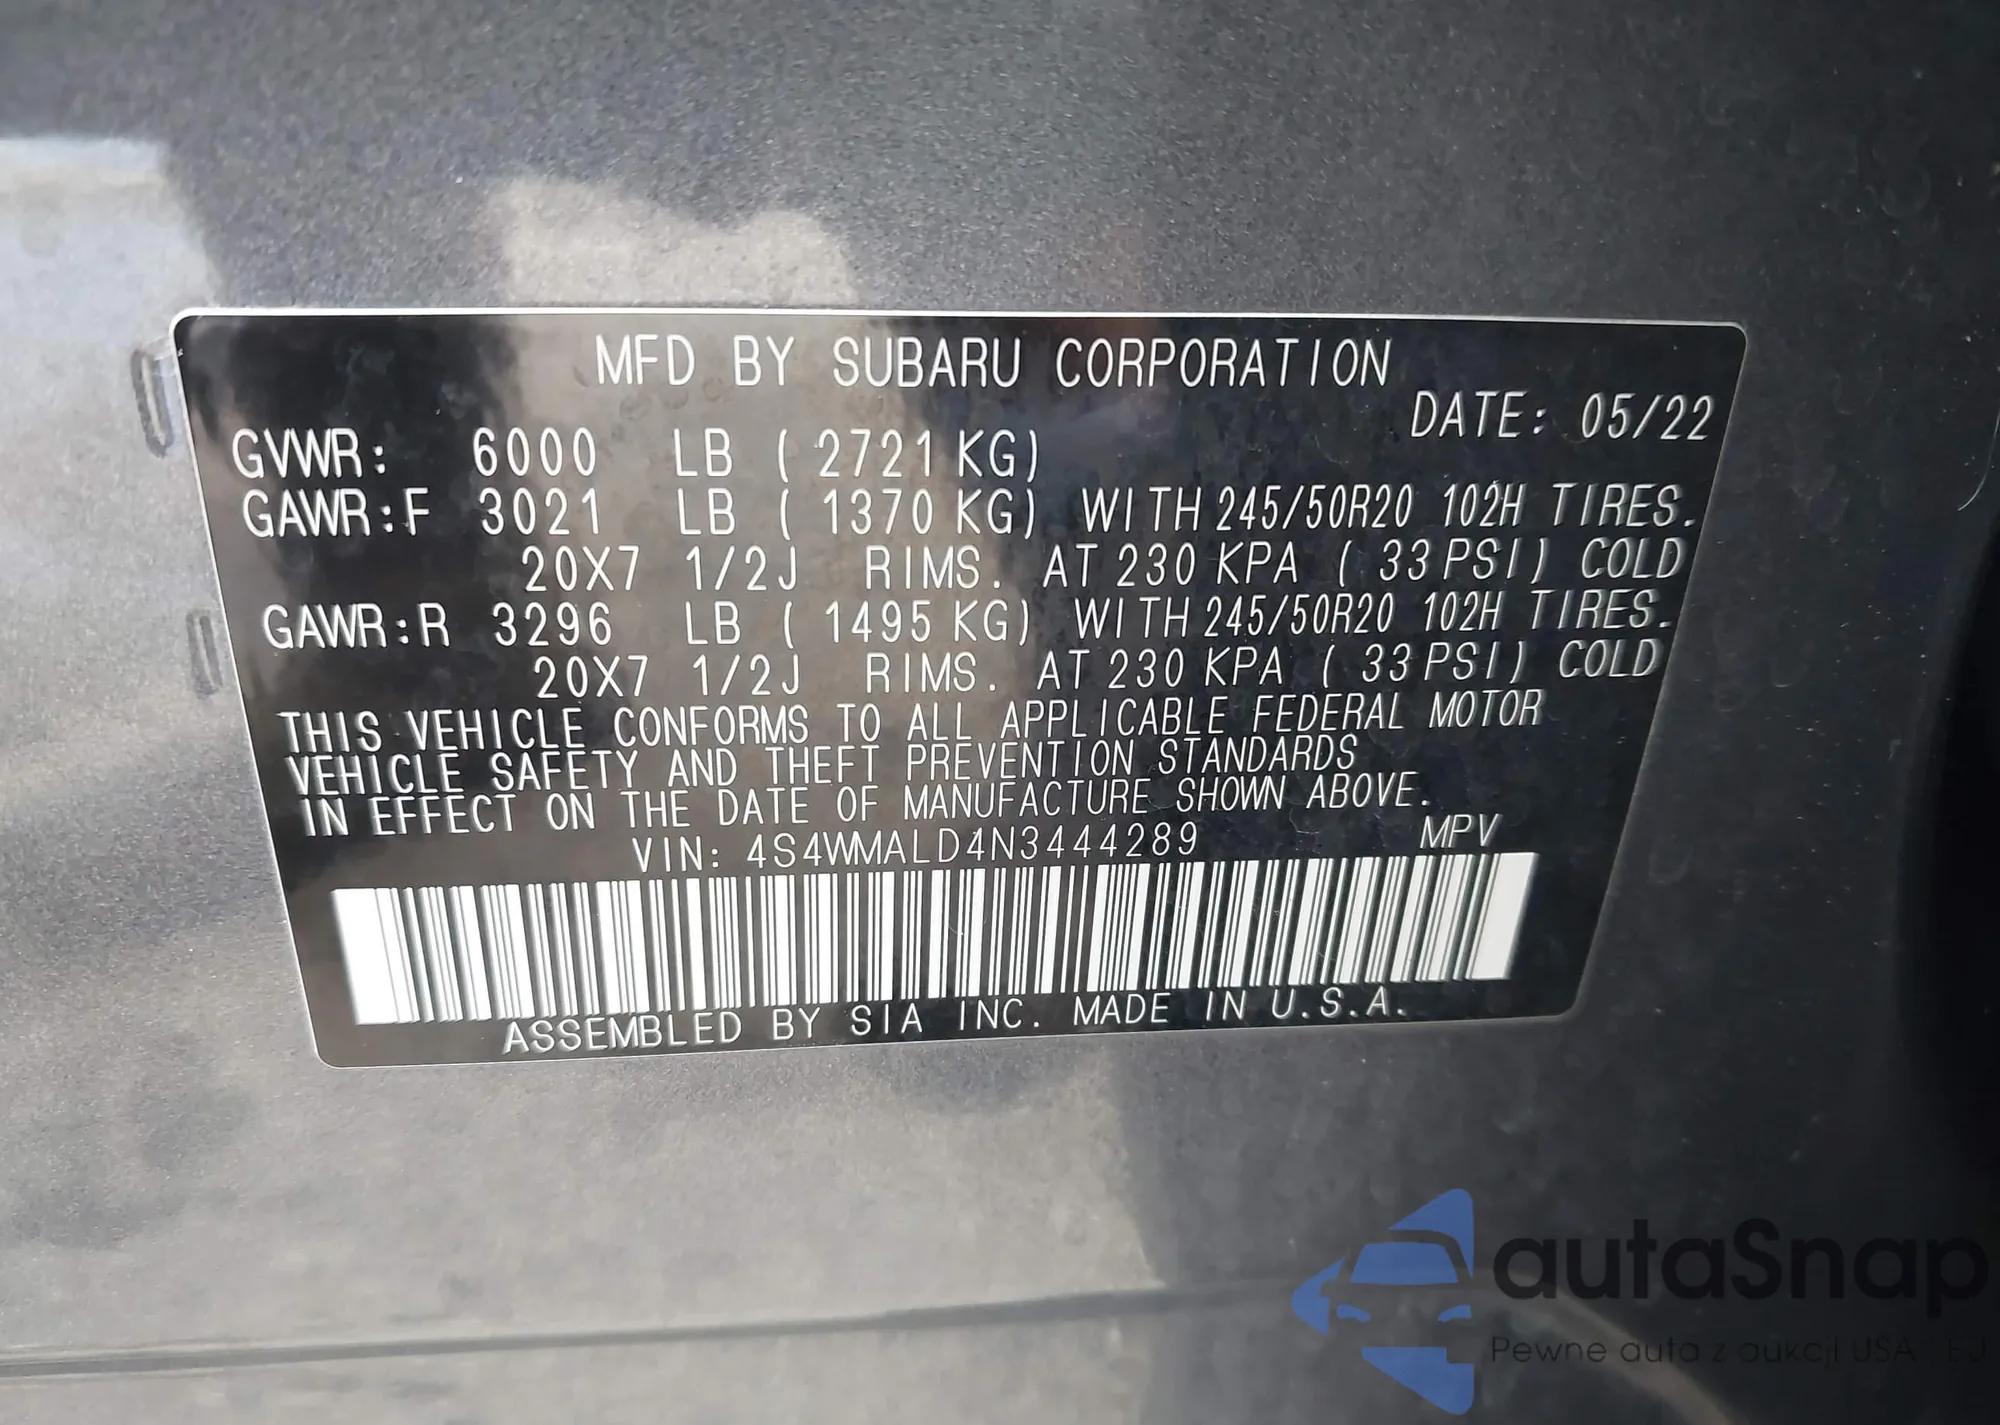 MFD BY SUBARU CORPORATION
DATE: 05/22
GVWR: 6000 LB ( 2721 KG)
GAWR:F 3021 LB ( 1370 KG) WITH 245/50R20 102H TIRES.
20X7 1/2J RIMS. AT 230 KPA ( 33 PSI) COLD
GAWR:R 3296 LB ( 1495 KG) WITH 245/50R20 102H TIRES.
20X7 1/2J RIMS. AT 230 KPA ( 33 PSI) COLD
THIS VEHICLE CONFORMS TO ALL APPLICABLE FEDERAL MOTOR
VEHICLE SAFETY AND THEFT PREVENTION STANDARDS
IN EFFECT ON THE DATE OF MANUFACTURE SHOWN ABOVE.
VIN: 4S4WMALD4N3444289 MPV
ASSEMBLED BY SIA INC. MADE IN U.S.A.
autaSnap
Pewne auta z aukcji USA